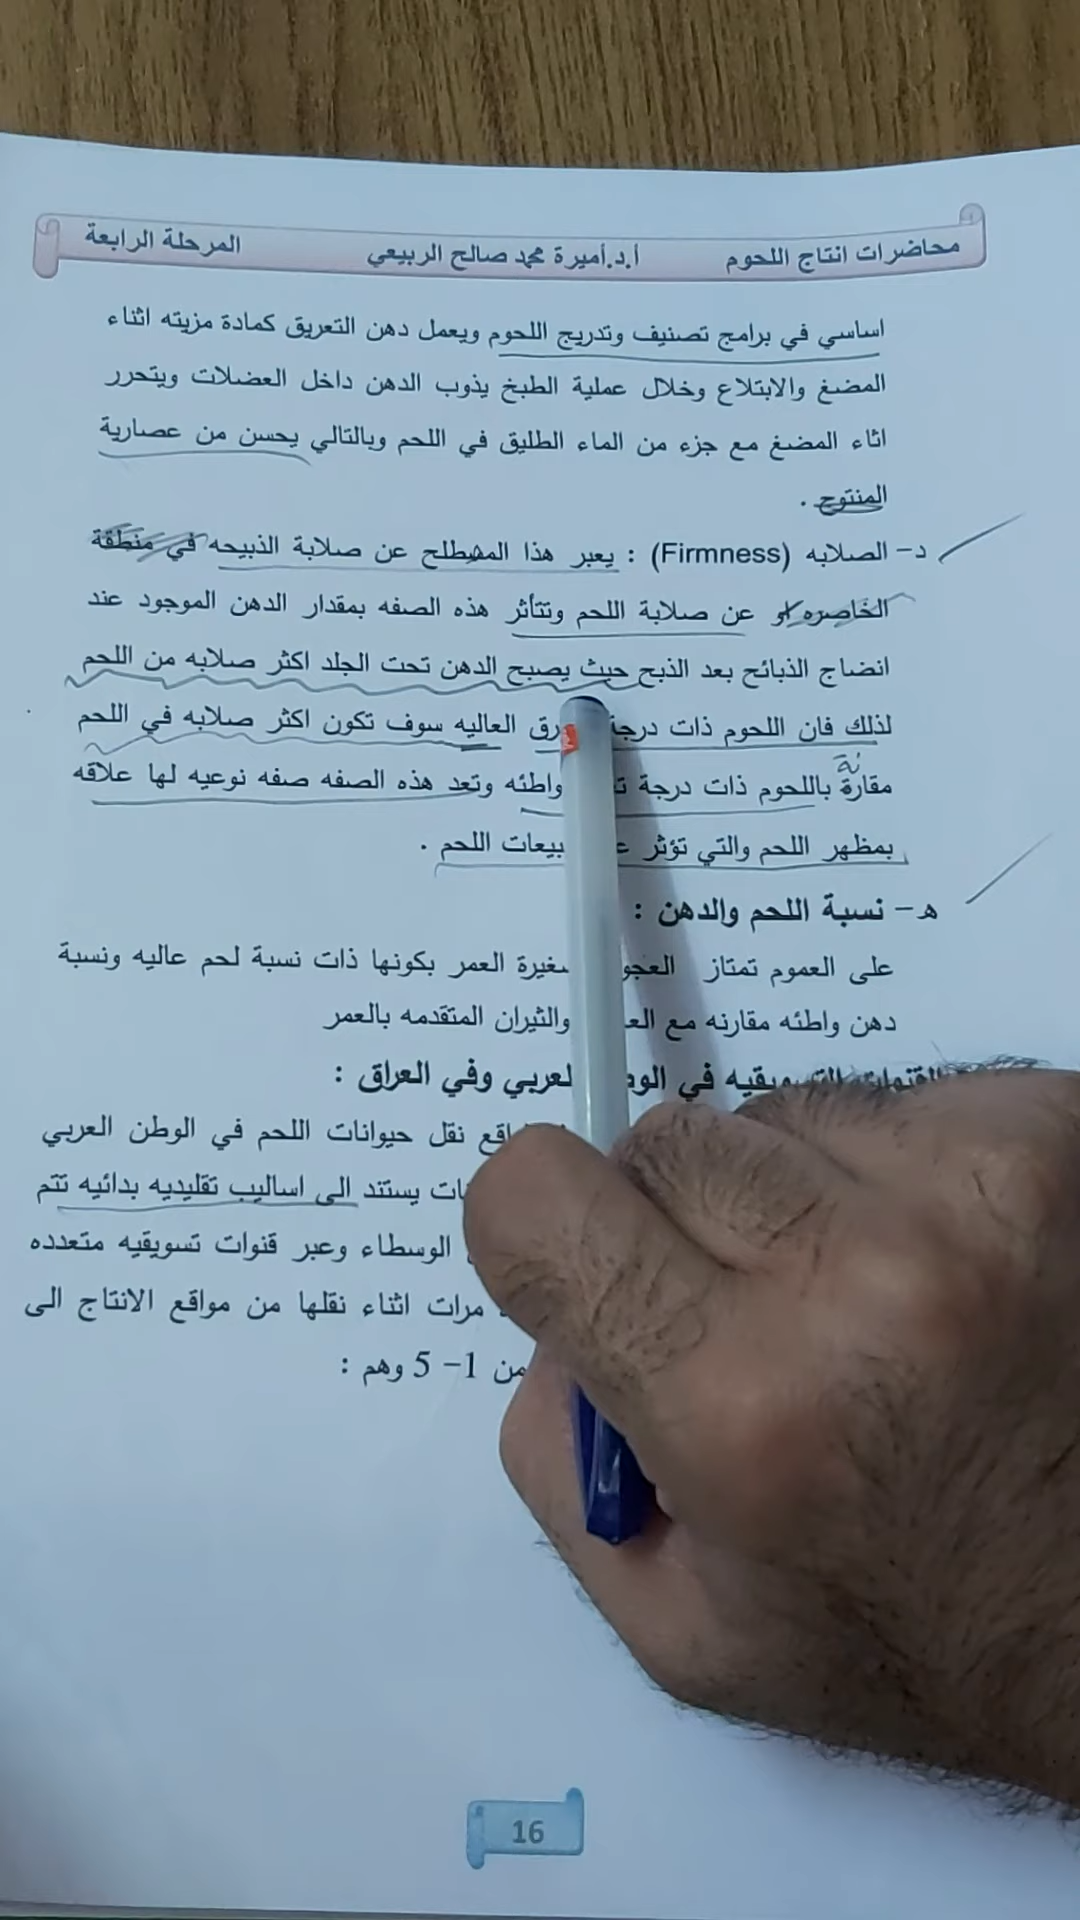 محاضرات انتاج اللحوم أ.د.أميرة محمد صالح الربيعي المرحلة الرابعة
اساسي في برامج تصنيف وتدريج اللحوم ويعمل دهن التعريق كمادة مزيته اثناء
المضغ والابتلاع وخلال عملية الطبخ يذوب الدهن داخل العضلات ويتحرر
اثاء المضغ مع جزء من الماء الطليق في اللحم وبالتالي يحسن من عصارية
المنتوج .
د- الصلابه (Firmness) : يعبر هذا المصطلح عن صلابة الذبيحه في منطقة
الخاصره او عن صلابة اللحم وتتأثر هذه الصفه بمقدار الدهن الموجود عند
انضاج الذبائح بعد الذبح حيث يصبح الدهن تحت الجلد اكثر صلابه من اللحم
لذلك فان اللحوم ذات درجة العاليه سوف تكون اكثر صلابه في اللحم
نة
مقارة باللحوم ذات درجة واطئه وتعد هذه الصفه صفه نوعيه لها علاقه
بمظهر اللحم والتي تؤثر اللحم .
هـ- نسبة اللحم والدهن :
على العموم تمتاز صغيرة العمر بكونها ذات نسبة لحم عاليه ونسبة
دهن واطئه مقارنه مع والثيران المتقدمه بالعمر
القنوات التسويقيه في الوطن العربي وفي العراق :
نقل حيوانات اللحم في الوطن العربي
يستند الى اساليب تقليديه بدائيه تتم
الوسطاء وعبر قنوات تسويقيه متعدده
مرات اثناء نقلها من مواقع الانتاج الى
من 1- 5 وهم :
16